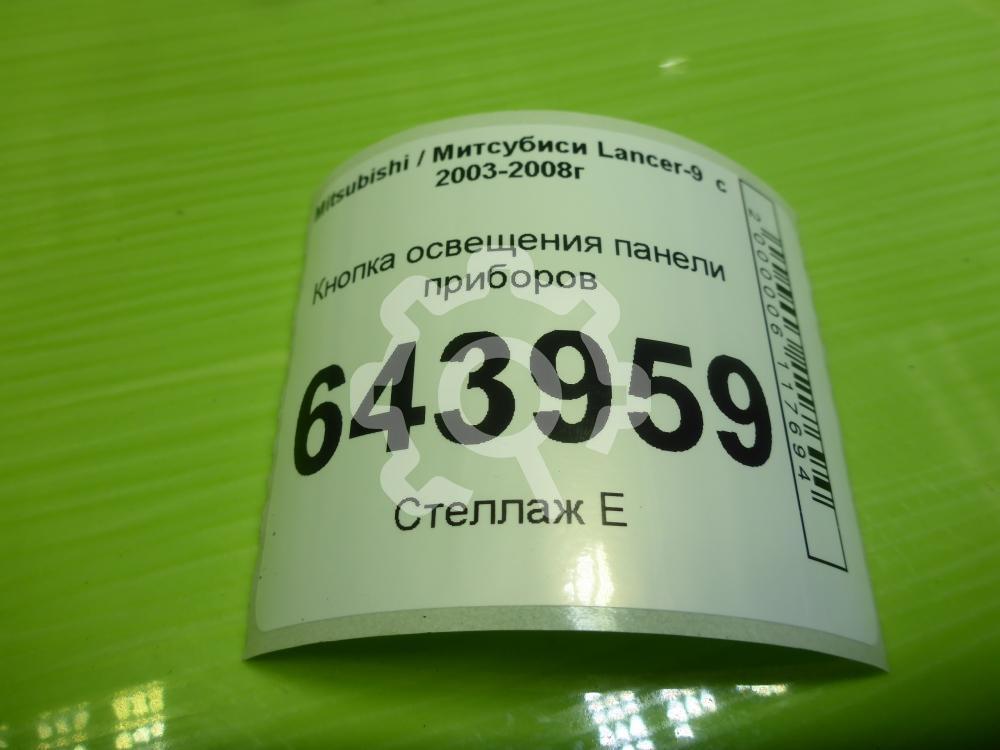 Mitsubishi / Митсубиси Lancer-9 с
2003-2008г
Кнопка освещения панели
приборов
643959
Стеллаж Е
2000006117694